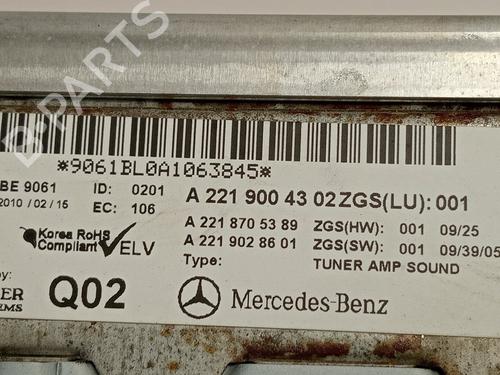 *9061BL0A1063845*
BE 9061 ID: 0201 A 221 900 43 02 ZGS(LU): 001
2010 / 02 / 15 EC: 106 A 221 870 53 89 ZGS(HW): 001 09/25
Korea RoHS Compliant ELV A 221 902 86 01 ZGS(SW): 001 09/39/05
by: Type: TUNER AMP SOUND
Q02 Mercedes-Benz
B-Parts